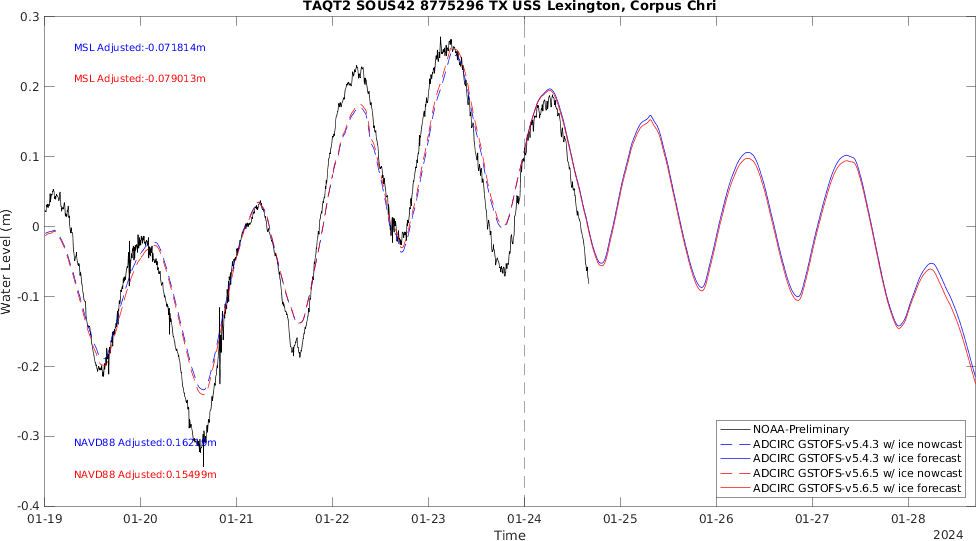 TAQT2 SOUS42 8775296 TX USS Lexington, Corpus Chri
0.3
MSL Adjusted:-0.071814m
MSL Adjusted:-0.079013m
0.2
0.1
0
-0.1
-0.2
-0.3
-0.4
Water Level (m)
NAVD88
NAVD88 Adjusted:0.15499m
NOAA-Preliminary
ADCIRC GSTOFS-v5.4.3 w/ ice nowcast
ADCIRC GSTOFS-v5.4.3 w/ ice forecast
ADCIRC GSTOFS-v5.6.5 w/ ice nowcast
ADCIRC GSTOFS-v5.6.5 w/ ice forecast
01-19 01-20 01-21 01-22 01-23 01-24 01-25 01-26 01-27 01-28
Time
2024